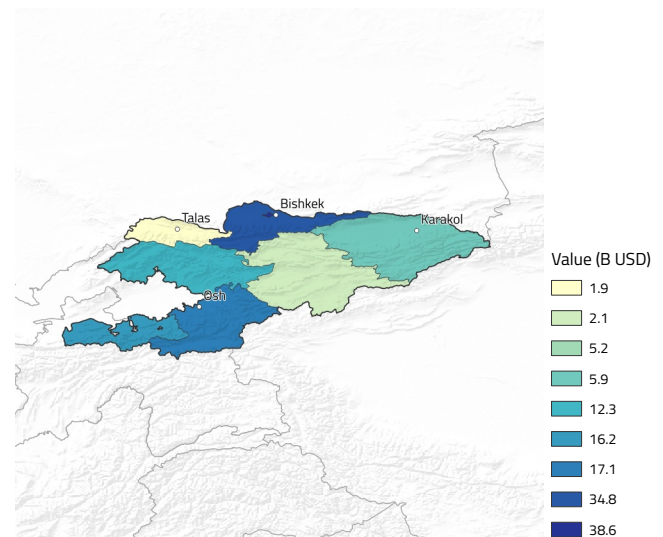 Talas
Bishkek
Karakol
Osh
Value (B USD)
1.9
2.1
5.2
5.9
12.3
16.2
17.1
34.8
38.6